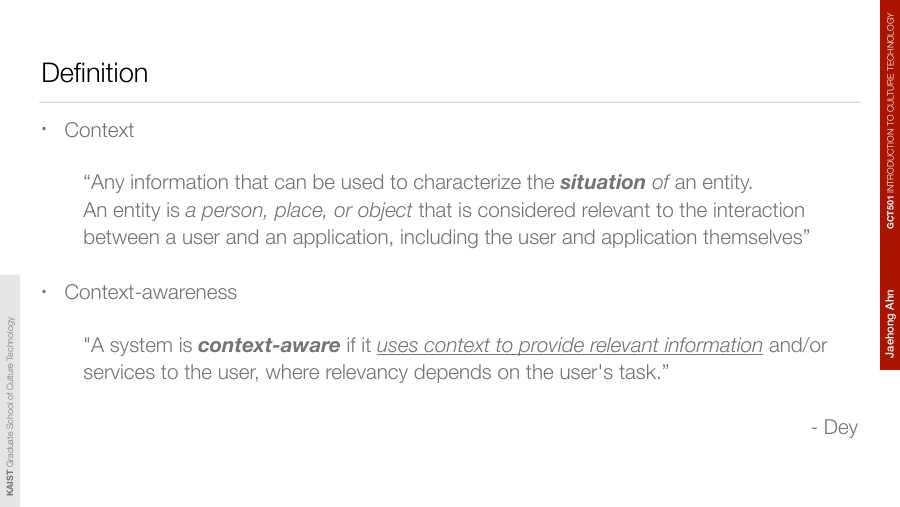 Definition
• Context
“Any information that can be used to characterize the situation of an entity.
An entity is a person, place, or object that is considered relevant to the interaction
between a user and an application, including the user and application themselves”
• Context-awareness
"A system is context-aware if it uses context to provide relevant information and/or
services to the user, where relevancy depends on the user's task.”
- Dey
GCT501 INTRODUCTION TO CULTURE TECHNOLOGY
Jaehong Ahn
KAIST Graduate School of Culture Technology